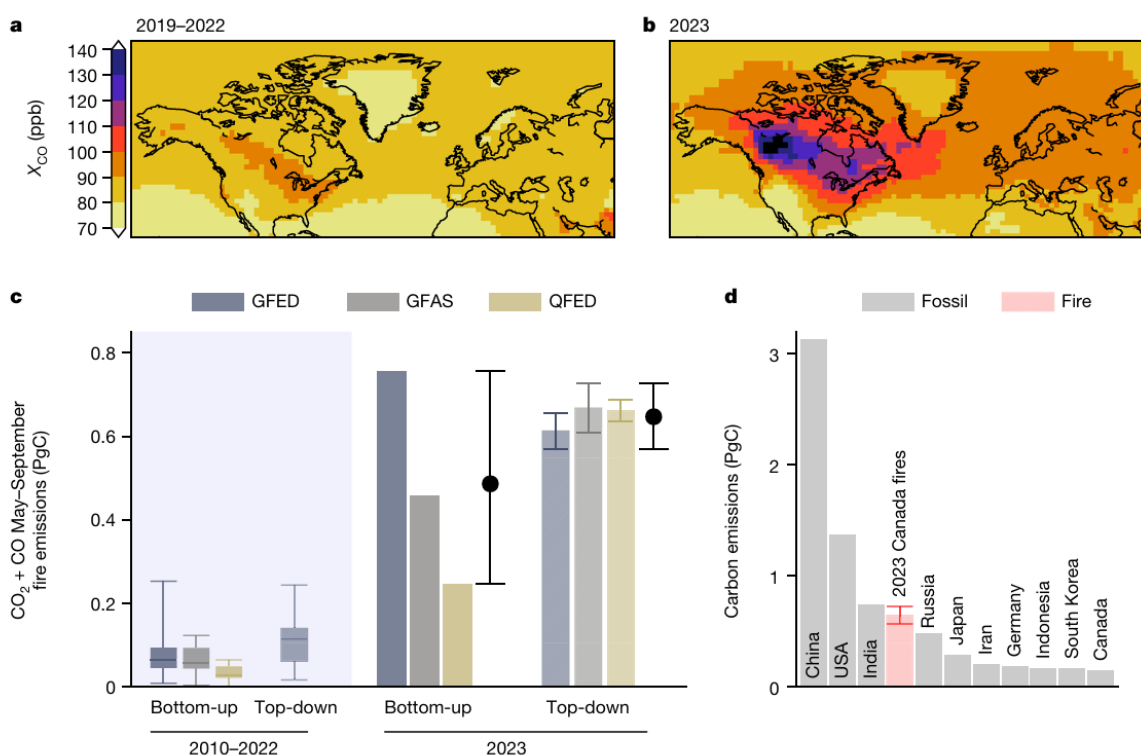 a
2019–2022
b
2023
140
130
120
110
100
90
80
70
X_CO (ppb)
c
GFED
GFAS
QFED
d
Fossil
Fire
CO₂ + CO May–September
fire emissions (PgC)
0.8
0.6
0.4
0.2
0
Bottom-up
Top-down
Bottom-up
Top-down
2010–2022
2023
Carbon emissions (PgC)
3
2
1
0
China
USA
India
2023 Canada fires
Russia
Japan
Iran
Germany
Indonesia
South Korea
Canada